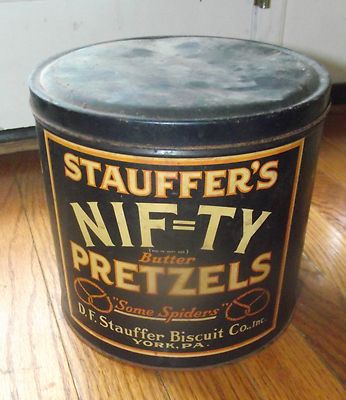 STAUFFER'S
NIF=TY
Butter
PRETZELS
"Some Spiders"
D.F. Stauffer Biscuit Co., Inc.
YORK, PA.